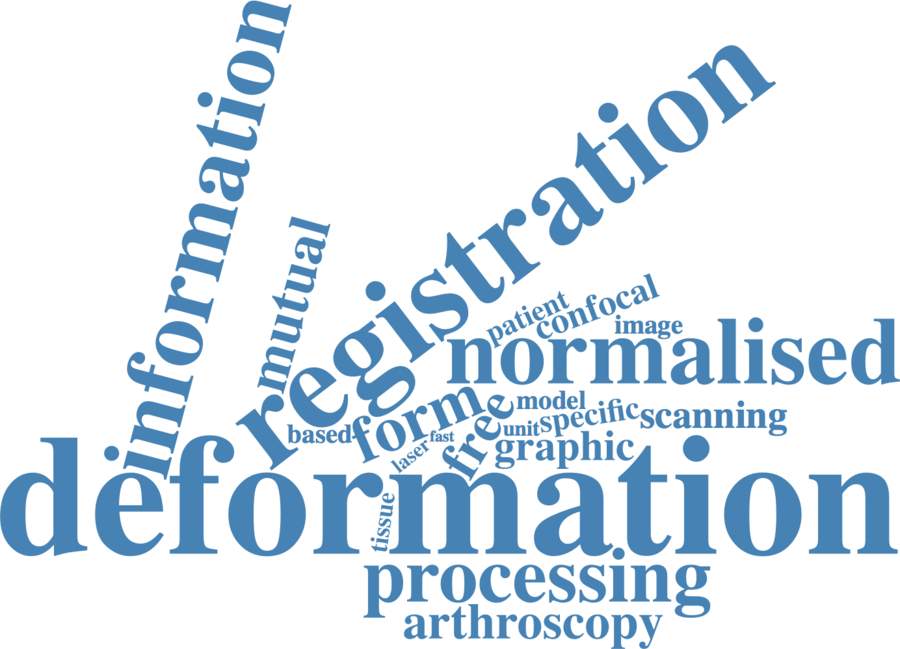 information
registration
mutual
patient
confocal
image
normalised
model
based
form
free
unit
specific
scanning
fast
laser
graphic
deformation
tissue
processing
arthroscopy